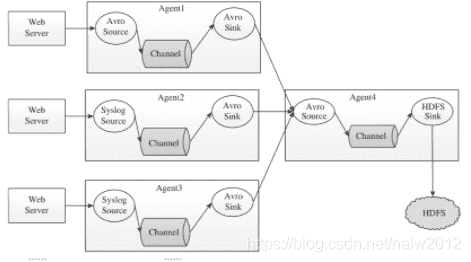 Agent1
Web
Server
Avro
Source
Channel
Avro
Sink
Agent2
Web
Server
Syslog
Source
Channel
Avro
Sink
Agent4
Avro
Source
Channel
HDFS
Sink
Agent3
Web
Server
Syslog
Source
Channel
Avro
Sink
HDFS
......
......
https://blog.csdn.net/nalw2012